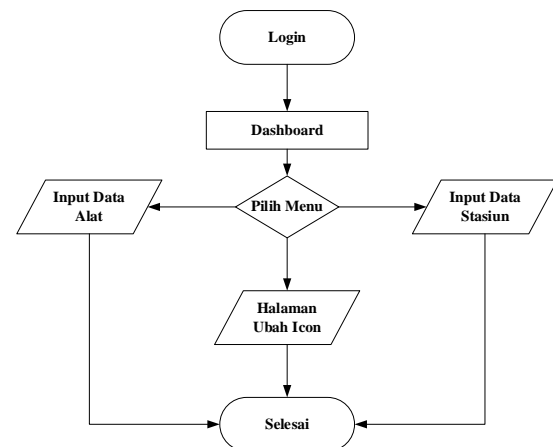 Login
Dashboard
Input Data
Alat
Pilih Menu
Input Data
Stasiun
Halaman
Ubah Icon
Selesai